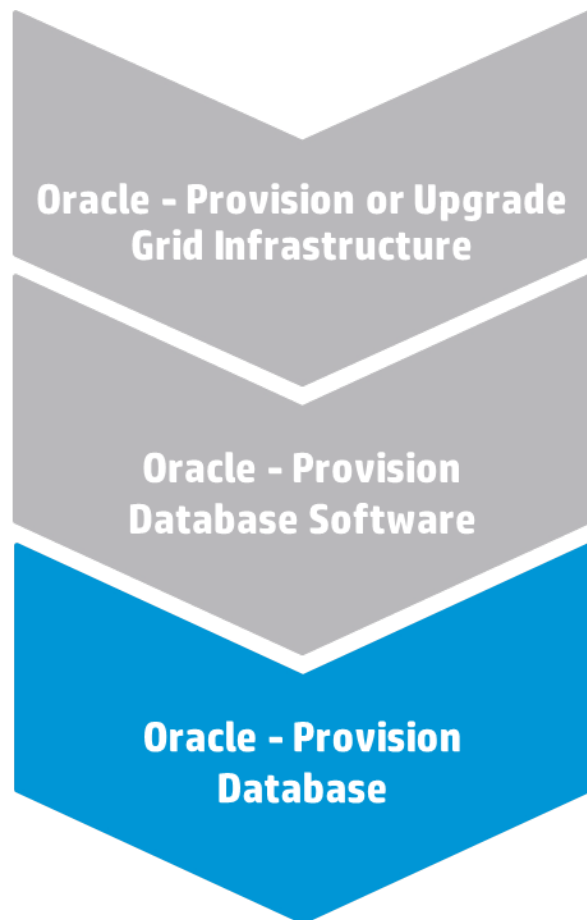 Oracle - Provision or Upgrade
Grid Infrastructure
Oracle - Provision
Database Software
Oracle - Provision
Database